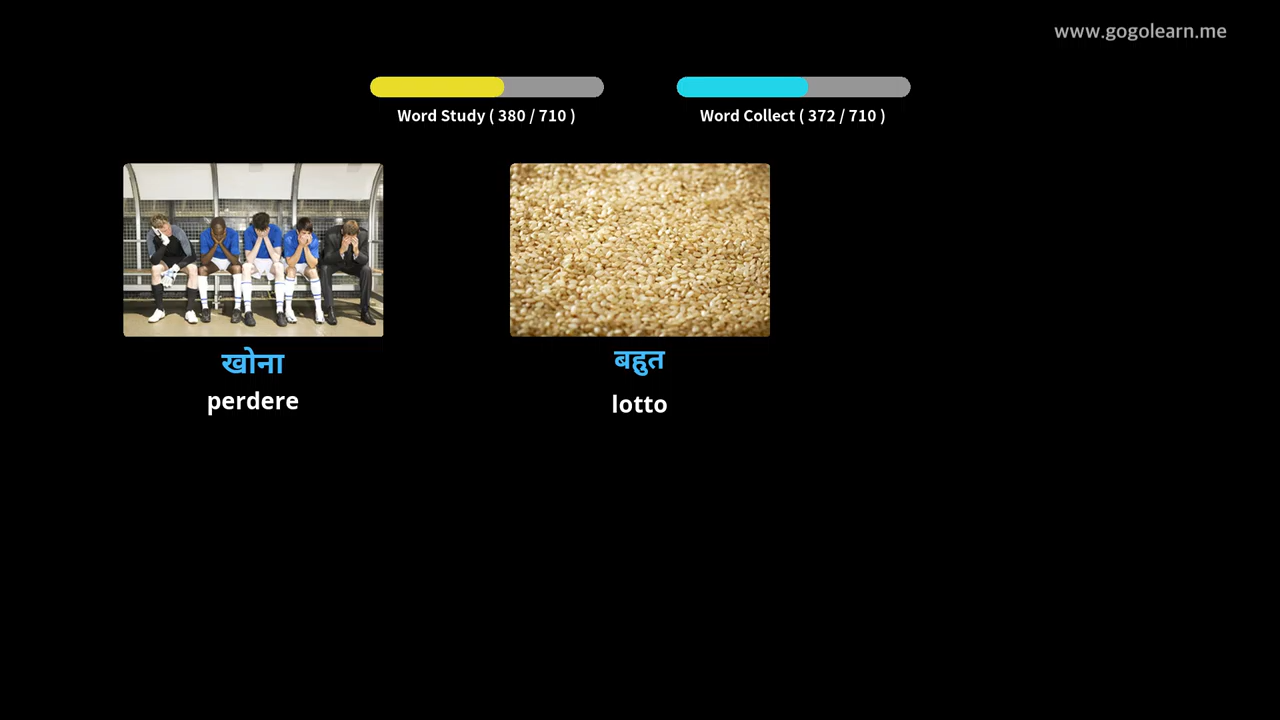 www.gogolearn.me
Word Study ( 380 / 710 )
Word Collect ( 372 / 710 )
खोना
perdere
बहुत
lotto